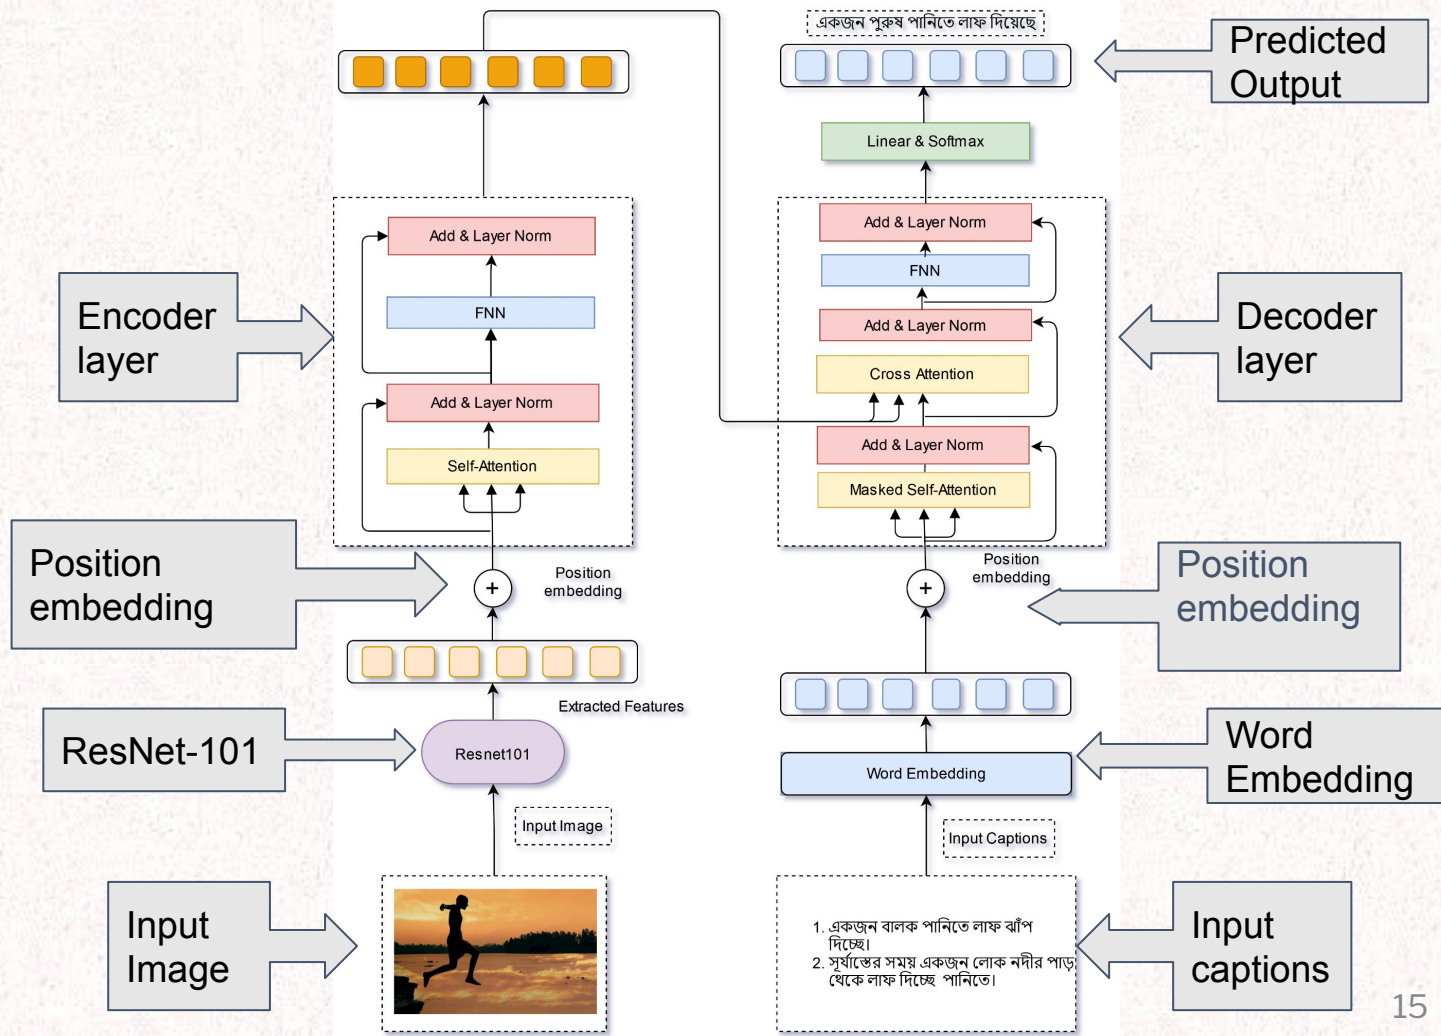 একজন পুরুষ পানিতে লাফ দিয়েছে
Predicted
Output
Linear & Softmax
Add & Layer Norm
FNN
Add & Layer Norm
Self-Attention
Encoder
layer
Add & Layer Norm
FNN
Add & Layer Norm
Cross Attention
Add & Layer Norm
Masked Self-Attention
Decoder
layer
Position
embedding
+
Position
embedding
Position
embedding
+
Position
embedding
Extracted Features
ResNet-101
Resnet101
Word Embedding
Word
Embedding
Input Image
Input Captions
Input
Image
1. একজন বালক পানিতে লাফ ঝাঁপ
দিচ্ছে।
2. সূর্যাস্তের সময় একজন লোক নদীর পাড়
থেকে লাফ দিচ্ছে পানিতে।
Input
captions
15